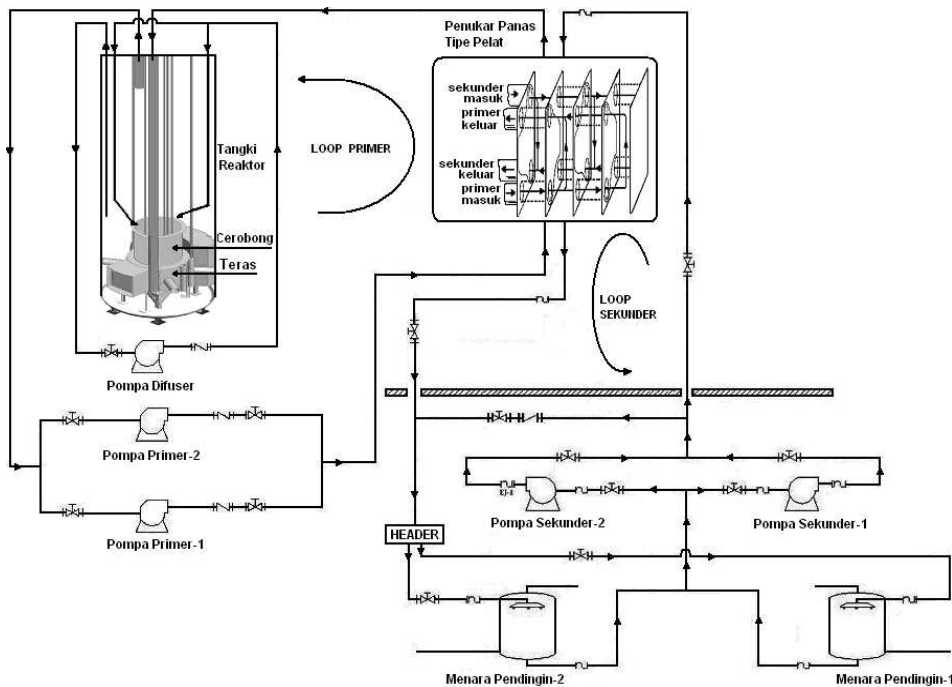 Penukar Panas
Tipe Pelat
sekunder
masuk
primer
keluar
sekunder
keluar
primer
masuk
LOOP PRIMER
Tangki
Reaktor
Cerobong
Teras
LOOP
SEKUNDER
Pompa Difuser
Pompa Primer-2
Pompa Primer-1
Pompa Sekunder-2
Pompa Sekunder-1
HEADER
Menara Pendingin-2
Menara Pendingin-1